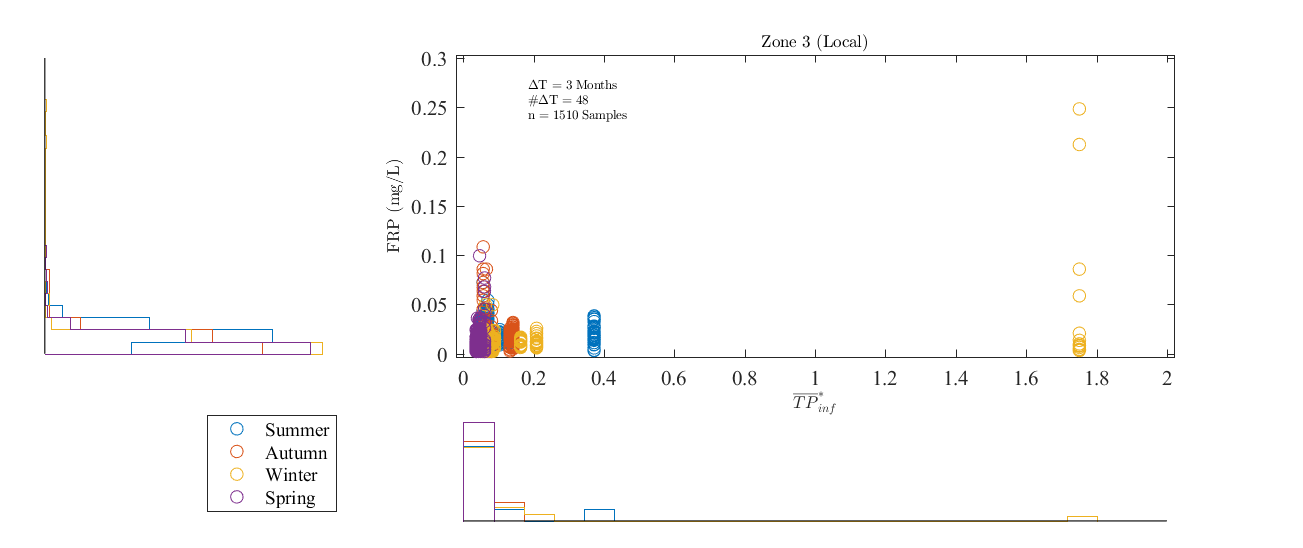 Zone 3 (Local)
ΔT = 3 Months
#ΔT = 48
n = 1510 Samples
FRP (mg/L)
0.3
0.25
0.2
0.15
0.1
0.05
0
0 0.2 0.4 0.6 0.8 1 1.2 1.4 1.6 1.8 2
TP*inf
Summer
Autumn
Winter
Spring